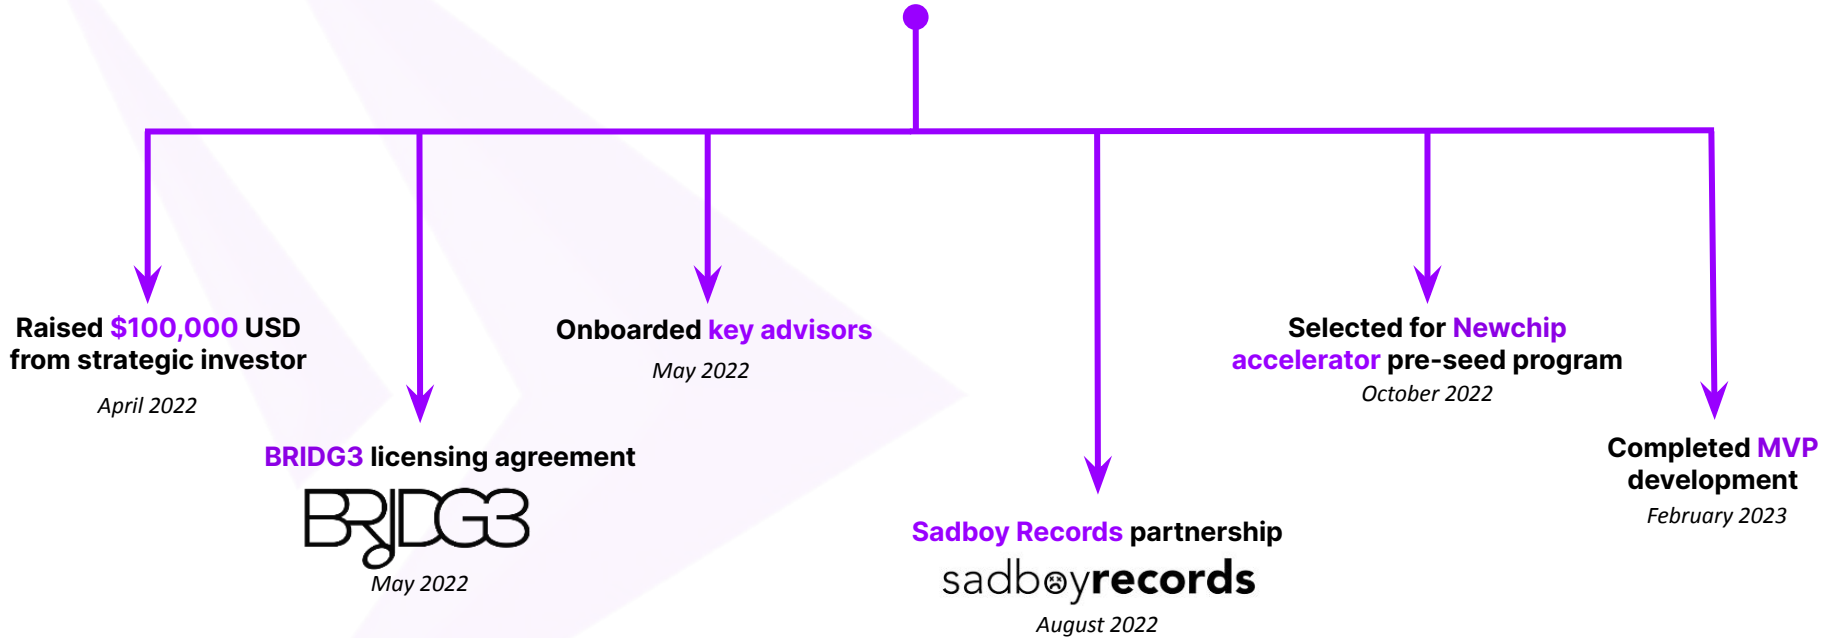 Raised $100,000 USD
from strategic investor
April 2022
BRIDG3 licensing agreement
BRIDG3
May 2022
Onboarded key advisors
May 2022
Sadboy Records partnership
sadboyrecords
August 2022
Selected for Newchip
accelerator pre-seed program
October 2022
Completed MVP
development
February 2023